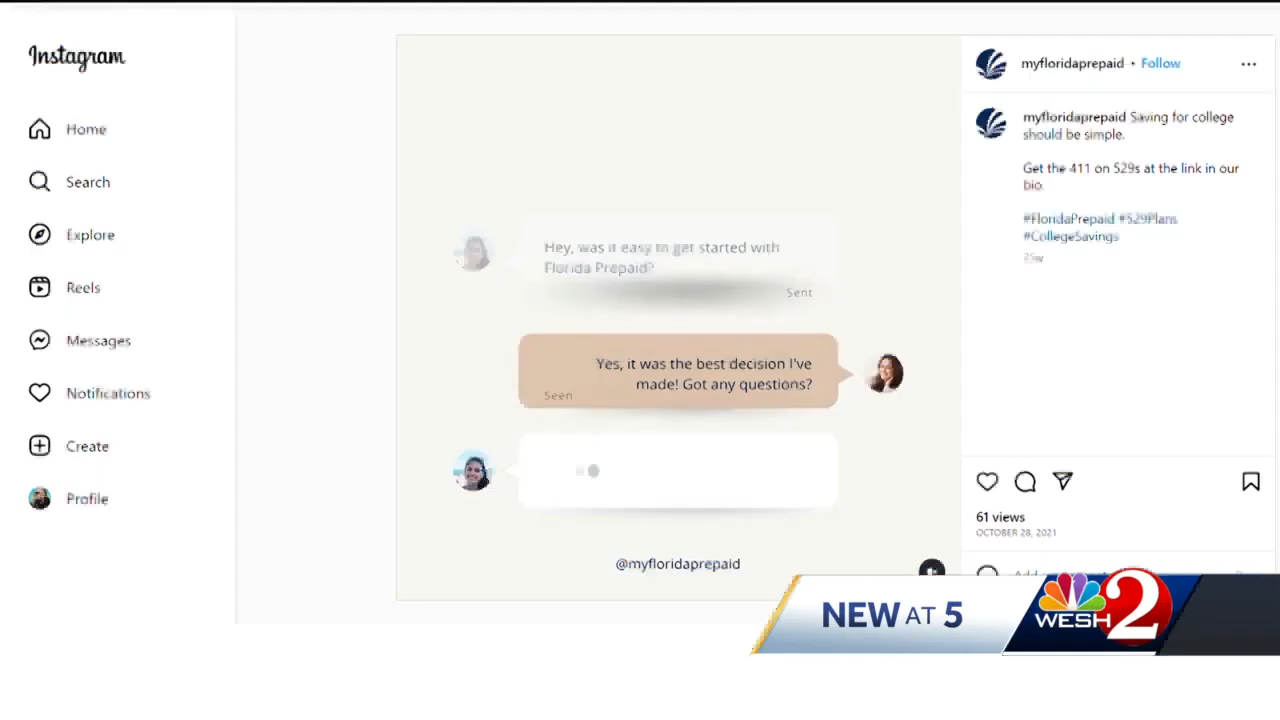 Instagram
Home
Search
Explore
Reels
Messages
Notifications
Create
Profile
Hey, was it easy to get started with
Florida Prepaid?
Sent
Yes, it was the best decision I've
made! Got any questions?
Seen
@myfloridaprepaid
myfloridaprepaid • Follow
myfloridaprepaid Saving for college
should be simple.
Get the 411 on 529s at the link in our
bio.
#FloridaPrepaid #529Plans
#CollegeSavings
61 views
OCTOBER 28, 2021
NEW AT 5
WESH 2